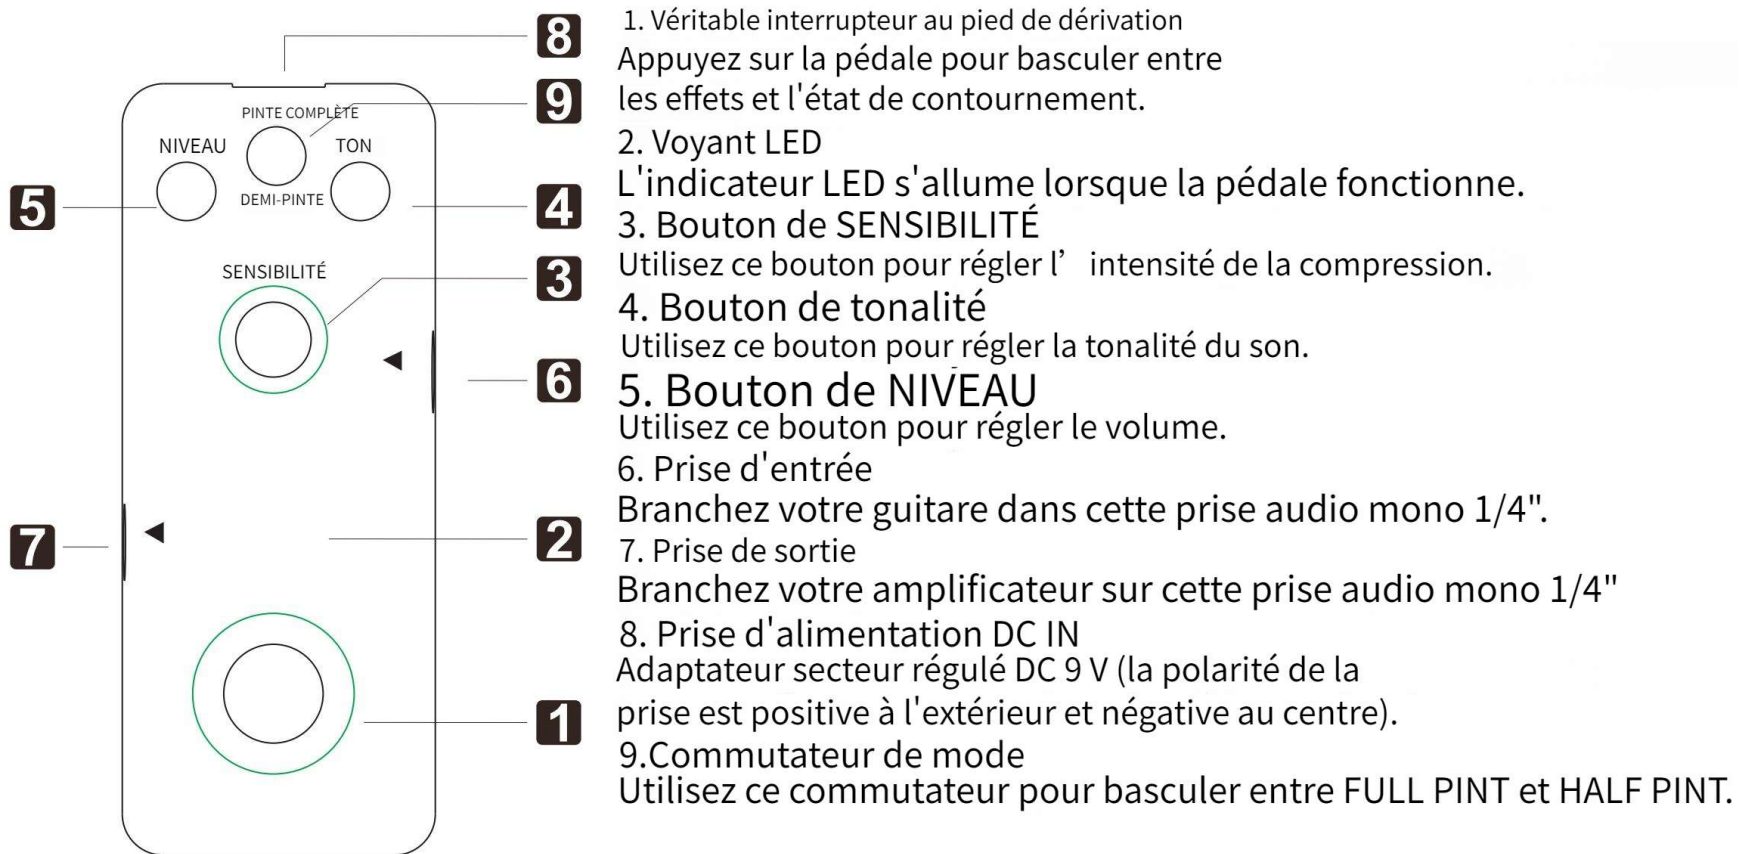 8
1. Véritable interrupteur au pied de dérivation
Appuyez sur la pédale pour basculer entre
les effets et l'état de contournement.
9
PINTE COMPLÈTE
NIVEAU
TON
DEMI-PINTE
5
4
2. Voyant LED
L'indicateur LED s'allume lorsque la pédale fonctionne.
3. Bouton de SENSIBILITÉ
SENSIBILITÉ
3
Utilisez ce bouton pour régler l’ intensité de la compression.
4. Bouton de tonalité
Utilisez ce bouton pour régler la tonalité du son.
6
5. Bouton de NIVEAU
Utilisez ce bouton pour régler le volume.
6. Prise d'entrée
Branchez votre guitare dans cette prise audio mono 1/4".
7
2
7. Prise de sortie
Branchez votre amplificateur sur cette prise audio mono 1/4"
8. Prise d'alimentation DC IN
Adaptateur secteur régulé DC 9 V (la polarité de la
1
prise est positive à l'extérieur et négative au centre).
9.Commutateur de mode
Utilisez ce commutateur pour basculer entre FULL PINT et HALF PINT.